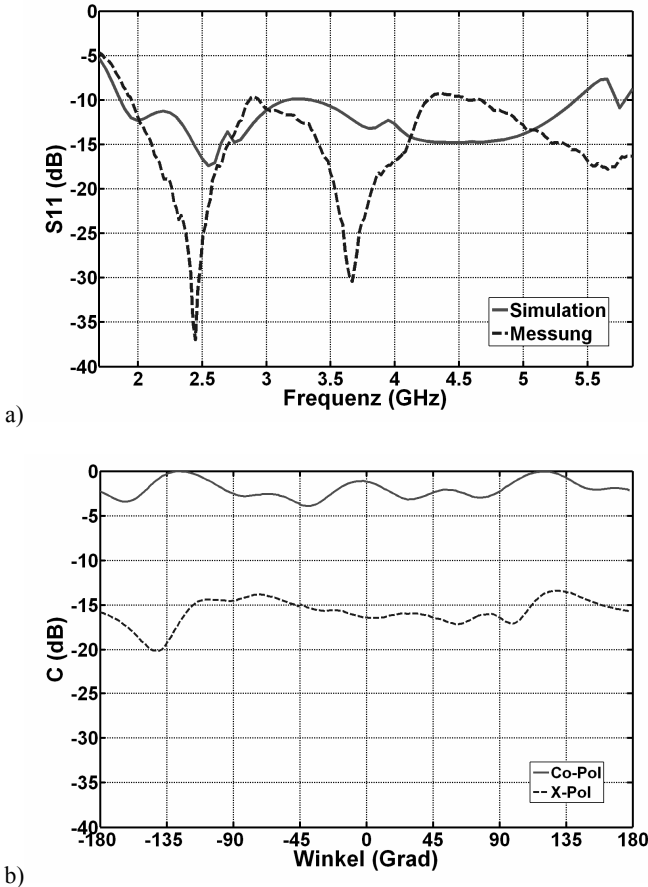 0
-5
-10
-15
-20
-25
-30
-35
-40
S11 (dB)
2 2.5 3 3.5 4 4.5 5 5.5
Frequenz (GHz)
Simulation
Messung
a)
0
-5
-10
-15
-20
-25
-30
-35
-40
C (dB)
-180 -135 -90 -45 0 45 90 135 180
Winkel (Grad)
Co-Pol
X-Pol
b)